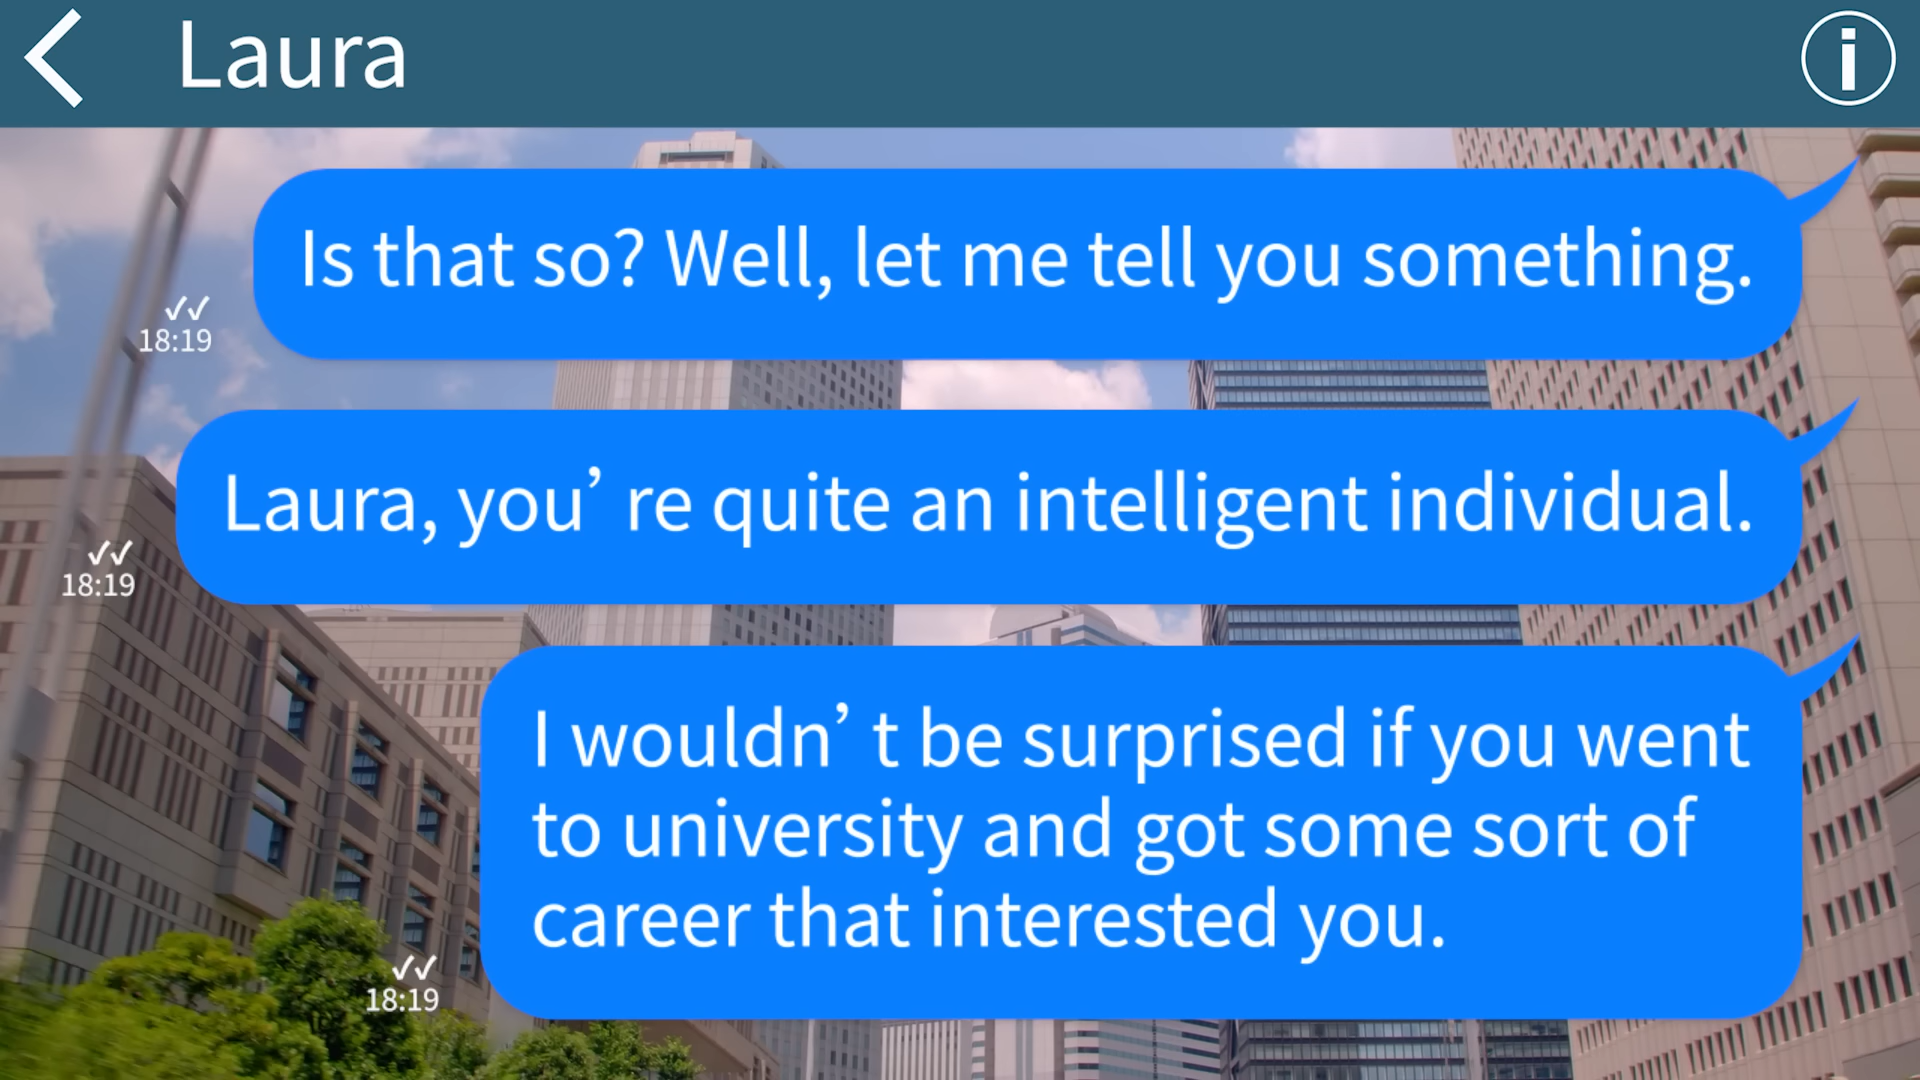 Laura
Is that so? Well, let me tell you something.
18:19
Laura, you’ re quite an intelligent individual.
18:19
I wouldn’ t be surprised if you went
to university and got some sort of
career that interested you.
18:19